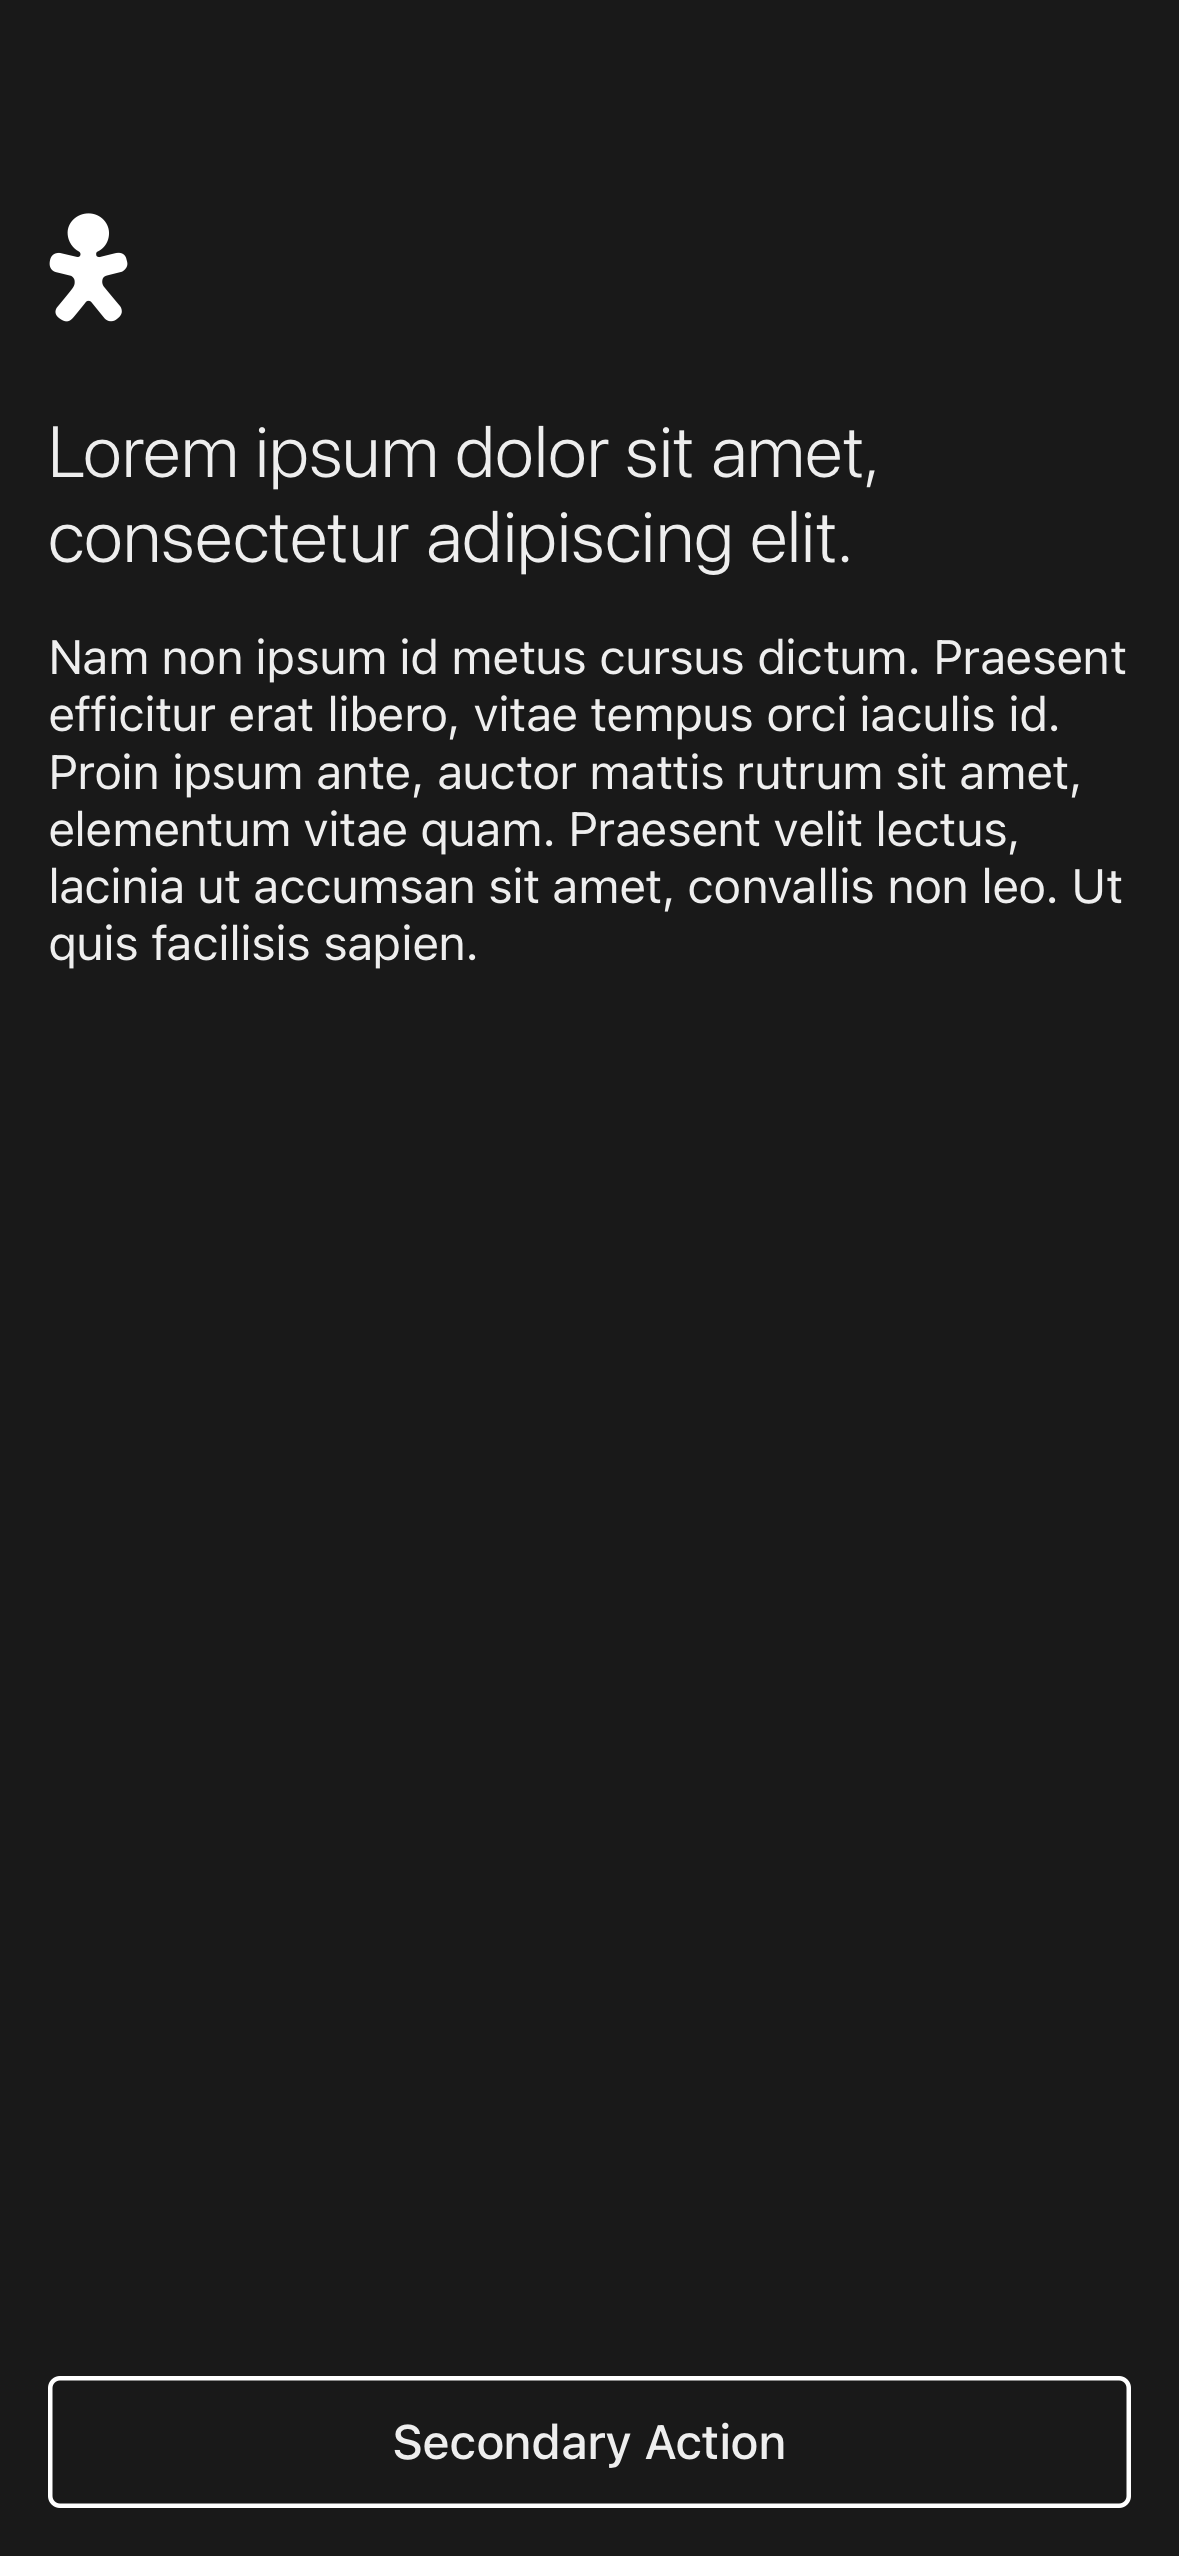 Lorem ipsum dolor sit amet,
consectetur adipiscing elit.
Nam non ipsum id metus cursus dictum. Praesent
efficitur erat libero, vitae tempus orci iaculis id.
Proin ipsum ante, auctor mattis rutrum sit amet,
elementum vitae quam. Praesent velit lectus,
lacinia ut accumsan sit amet, convallis non leo. Ut
quis facilisis sapien.
Secondary Action